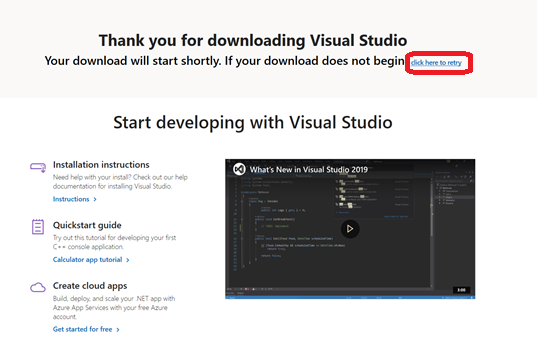 Thank you for downloading Visual Studio
Your download will start shortly. If your download does not begin click here to retry
Start developing with Visual Studio
Installation instructions
Need help with your install? Check out our help
documentation for installing Visual Studio.
Instructions >
Quickstart guide
Try out this tutorial for developing your first
C++ console application.
Calculator app tutorial >
Create cloud apps
Build, deploy, and scale your .NET app with
Azure App Services with your free Azure
account.
Get started for free >
What's New in Visual Studio 2019